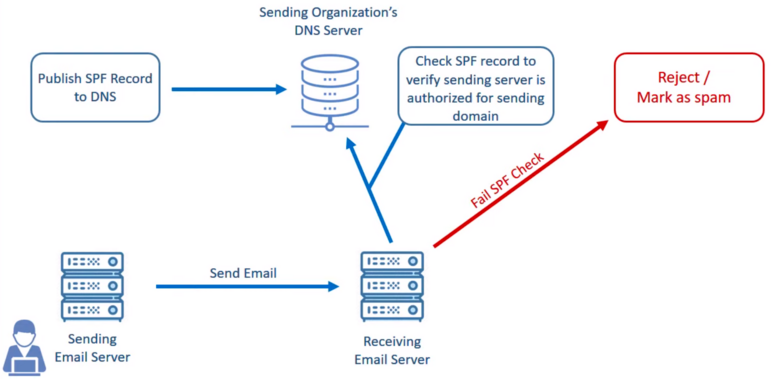 Sending Organization's
DNS Server
Publish SPF Record
to DNS
Check SPF record to
verify sending server is
authorized for sending
domain
Reject /
Mark as spam
Fail SPF Check
Send Email
Sending
Email Server
Receiving
Email Server